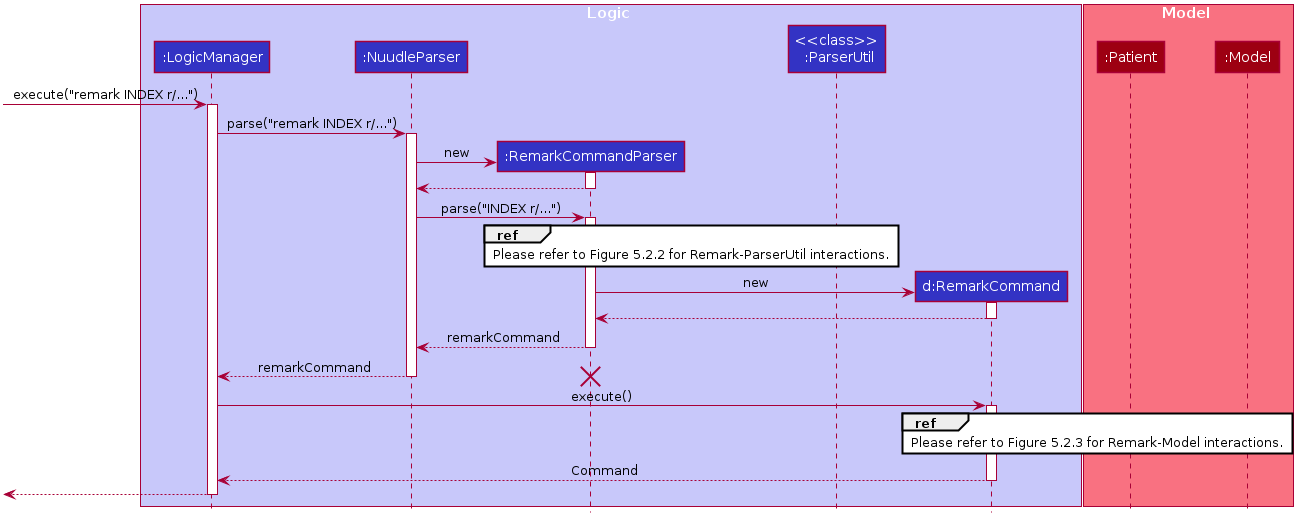 Logic
Model
<<class>>
:LogicManager
:NuudleParser
:ParserUtil
:Patient
:Model
execute("remark INDEX r/...")
parse("remark INDEX r/...")
new
:RemarkCommandParser
parse("INDEX r/...")
ref
Please refer to Figure 5.2.2 for Remark-ParserUtil interactions.
new
d:RemarkCommand
remarkCommand
remarkCommand
execute()
ref
Please refer to Figure 5.2.3 for Remark-Model interactions.
Command